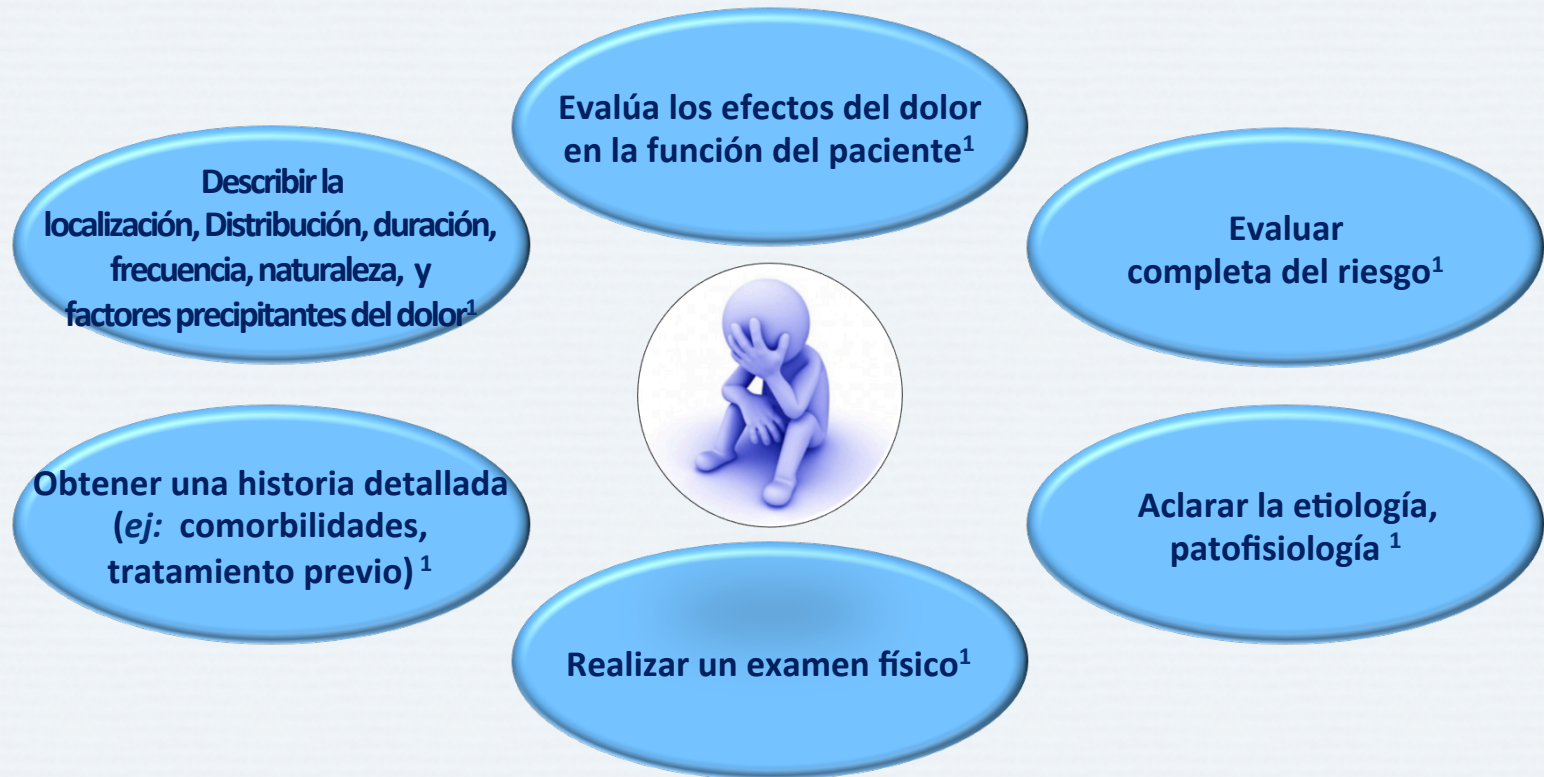 Evalúa los efectos del dolor
en la función del paciente¹
Describir la
localización, Distribución, duración,
frecuencia, naturaleza, y
factores precipitantes del dolor¹
Evaluar
completa del riesgo¹
Obtener una historia detallada
(ej: comorbilidades,
tratamiento previo) ¹
Aclarar la etiología,
patofisiología ¹
Realizar un examen físico¹